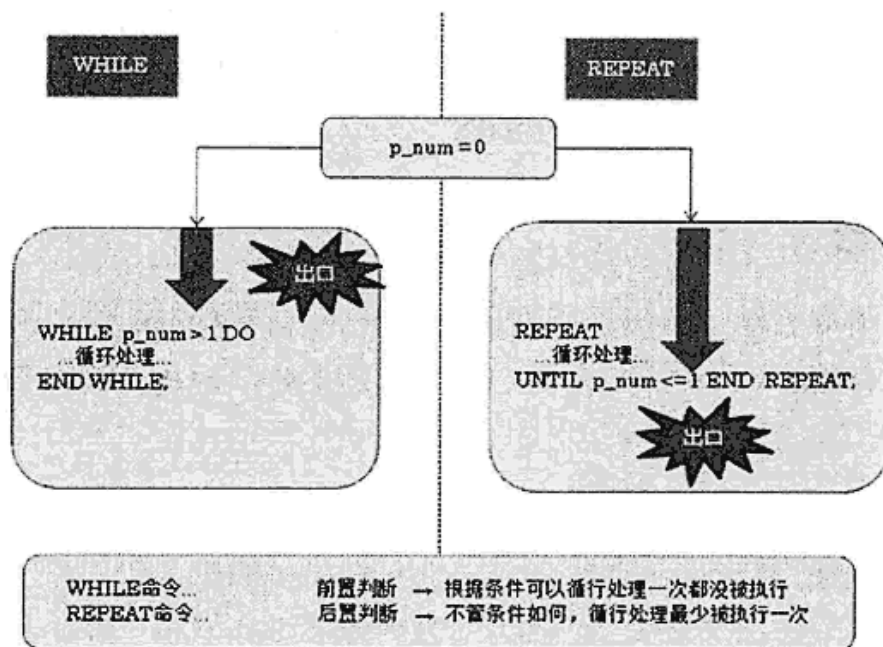 WHILE
REPEAT
p_num=0
出口
WHILE p_num>1 DO
...循环处理...
END WHILE;
REPEAT
...循环处理...
UNTIL p_num<=1 END REPEAT;
出口
WHILE命令... 前置判断 → 根据条件可以循行处理一次都没被执行
REPEAT命令... 后置判断 → 不管条件如何，循行处理最少被执行一次